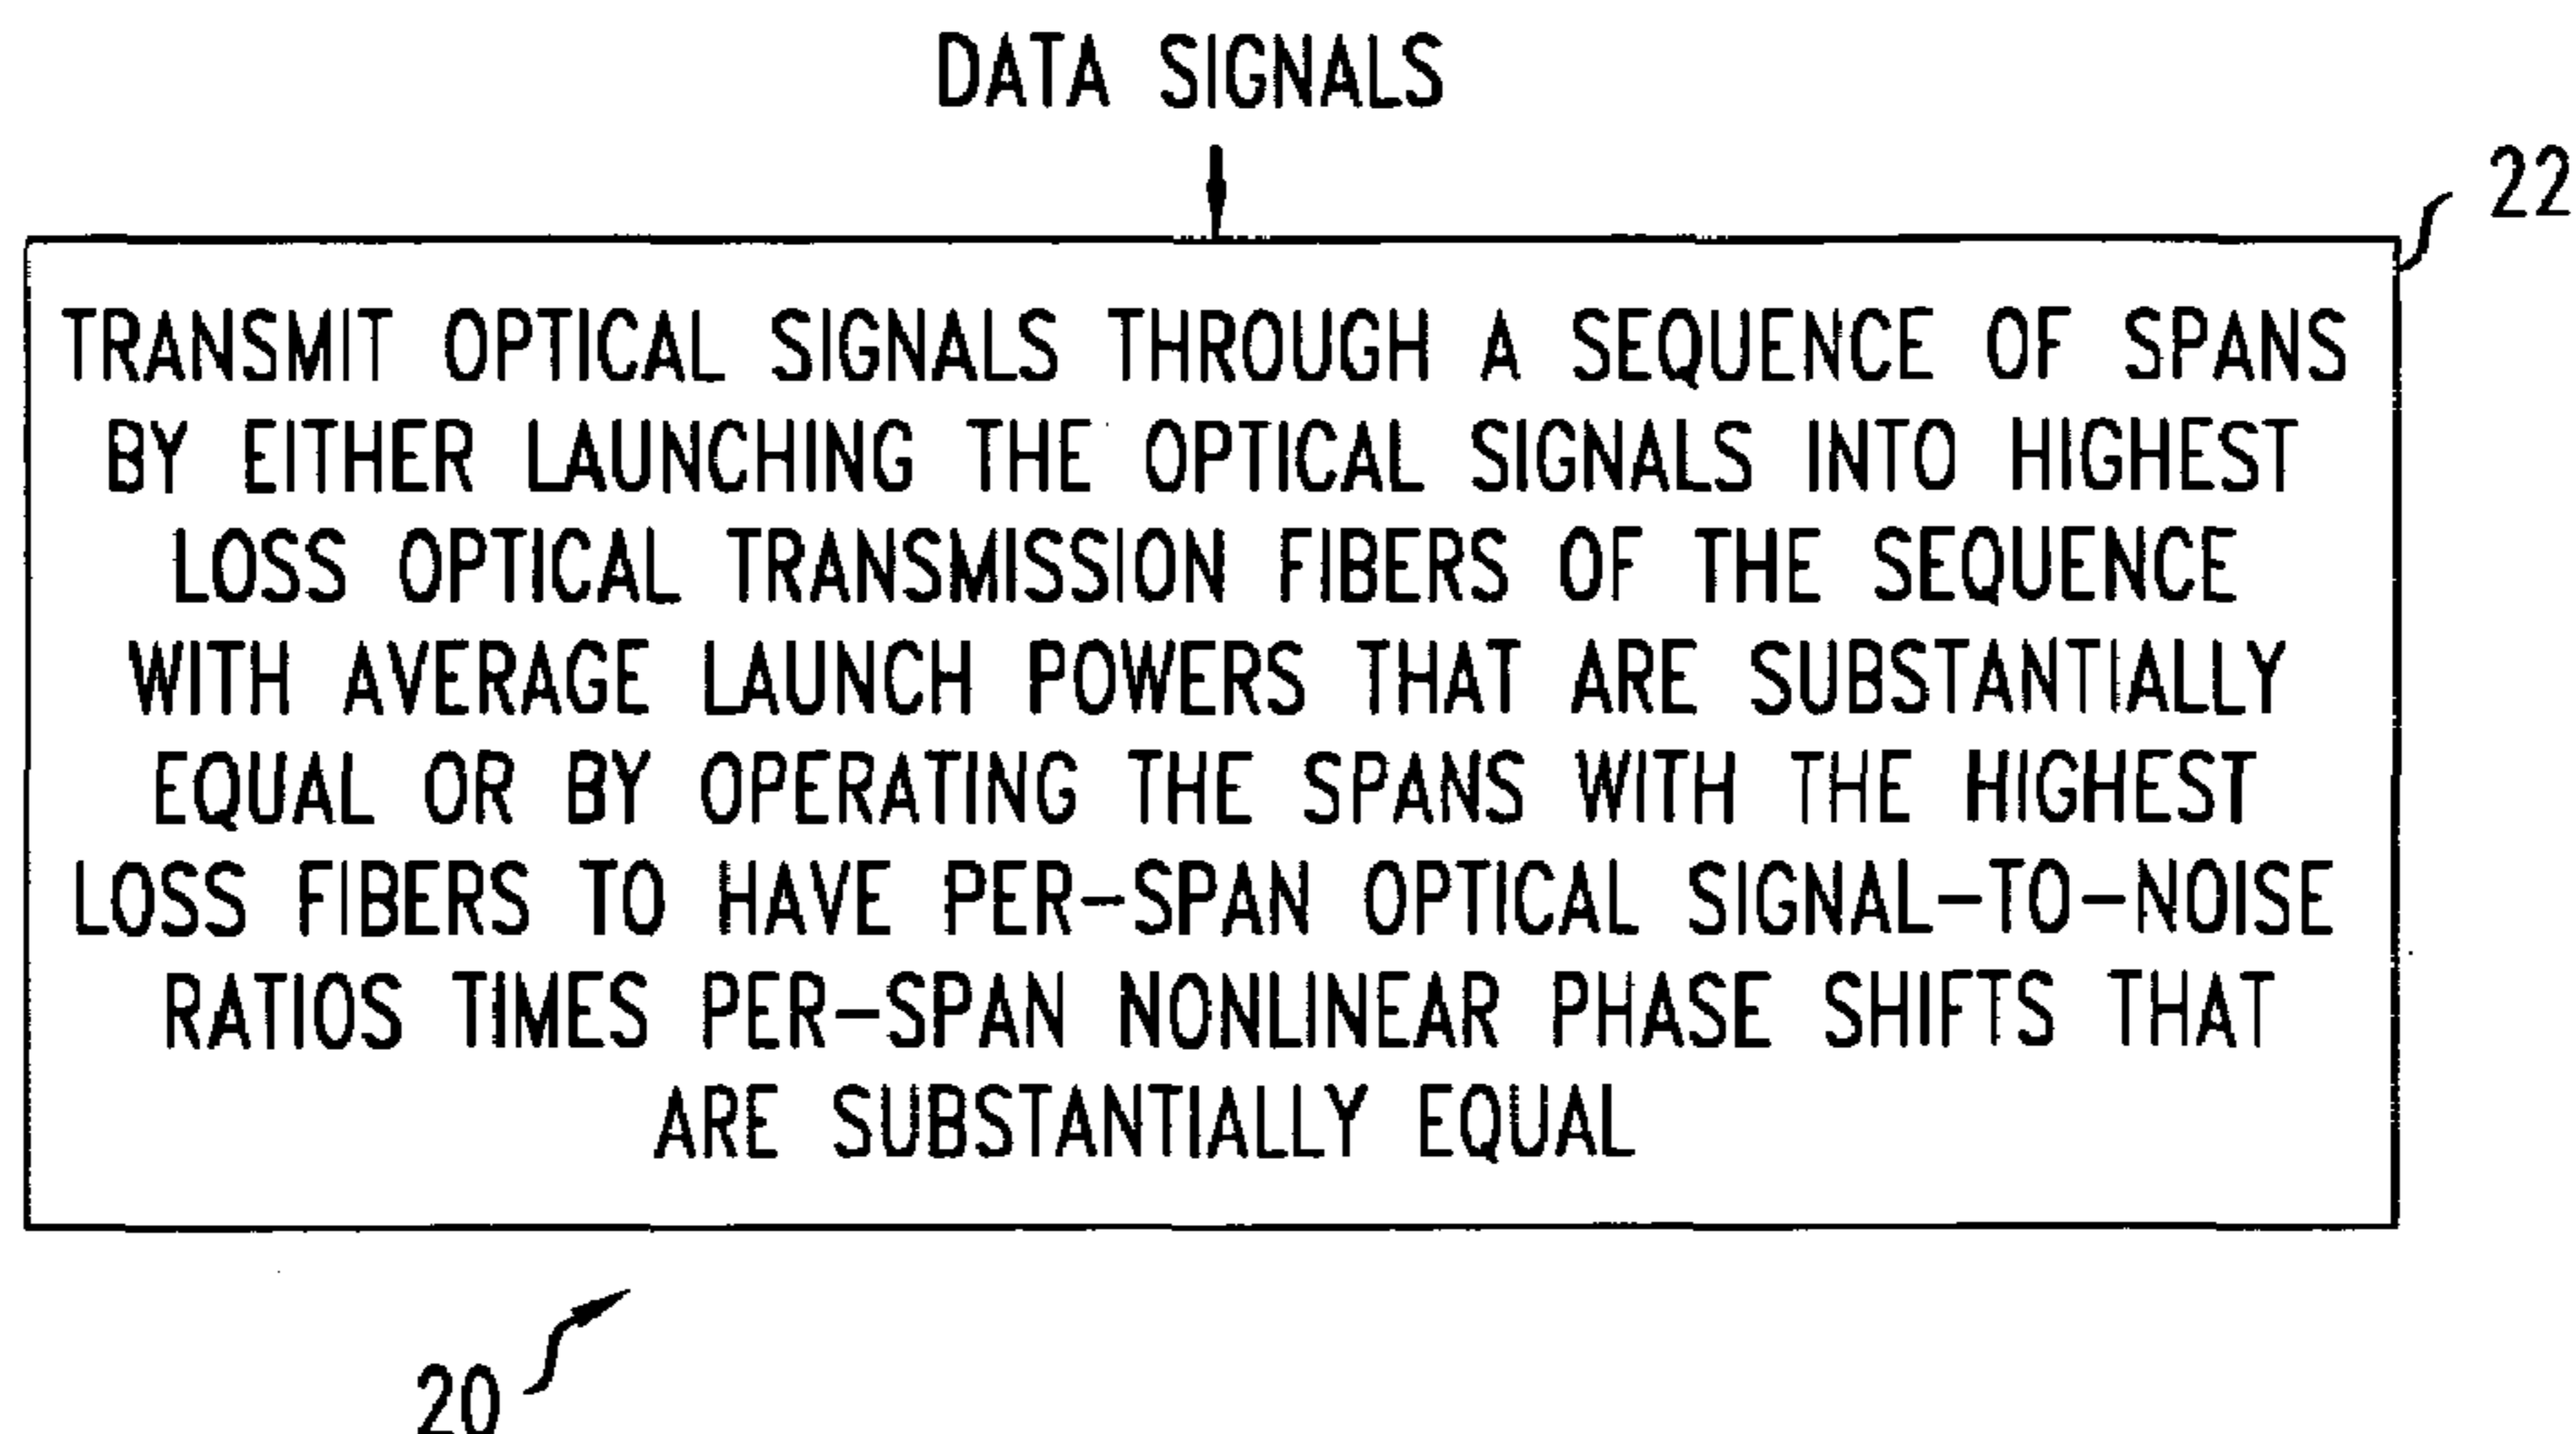 DATA SIGNALS
22
TRANSMIT OPTICAL SIGNALS THROUGH A SEQUENCE OF SPANS
BY EITHER LAUNCHING THE OPTICAL SIGNALS INTO HIGHEST
LOSS OPTICAL TRANSMISSION FIBERS OF THE SEQUENCE
WITH AVERAGE LAUNCH POWERS THAT ARE SUBSTANTIALLY
EQUAL OR BY OPERATING THE SPANS WITH THE HIGHEST
LOSS FIBERS TO HAVE PER-SPAN OPTICAL SIGNAL-TO-NOISE
RATIOS TIMES PER-SPAN NONLINEAR PHASE SHIFTS THAT
ARE SUBSTANTIALLY EQUAL
20